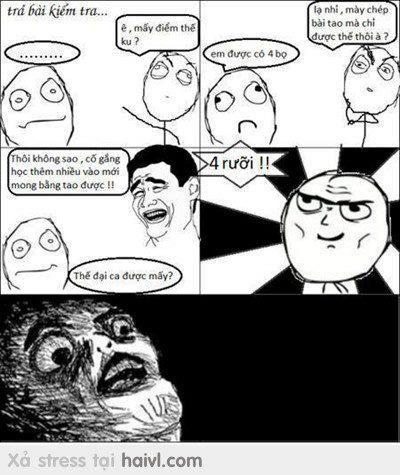 trả bài kiểm tra...
.........
ê , mấy điểm thế
ku ?
em được có 4 bọ
lạ nhỉ , mày chép
bài tao mà chỉ
được thế thôi à ?
Thôi không sao , cố gắng
học thêm nhiều vào mới
mong bằng tao được !!
Thế đại ca được mấy?
4 rưỡi !!
Xả stress tại haivl.com